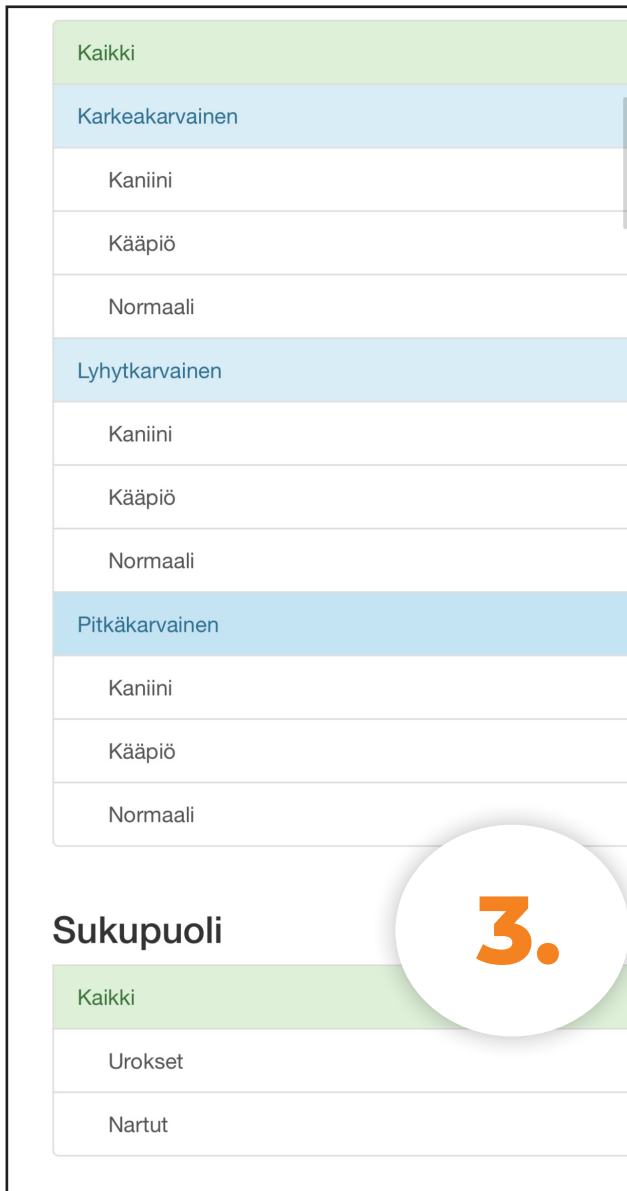 Kaikki
Karkeakarvainen
Kaniini
Kääpiö
Normaali
Lyhytkarvainen
Kaniini
Kääpiö
Normaali
Pitkäkarvainen
Kaniini
Kääpiö
Normaali
Sukupuoli
3.
Kaikki
Urokset
Nartut